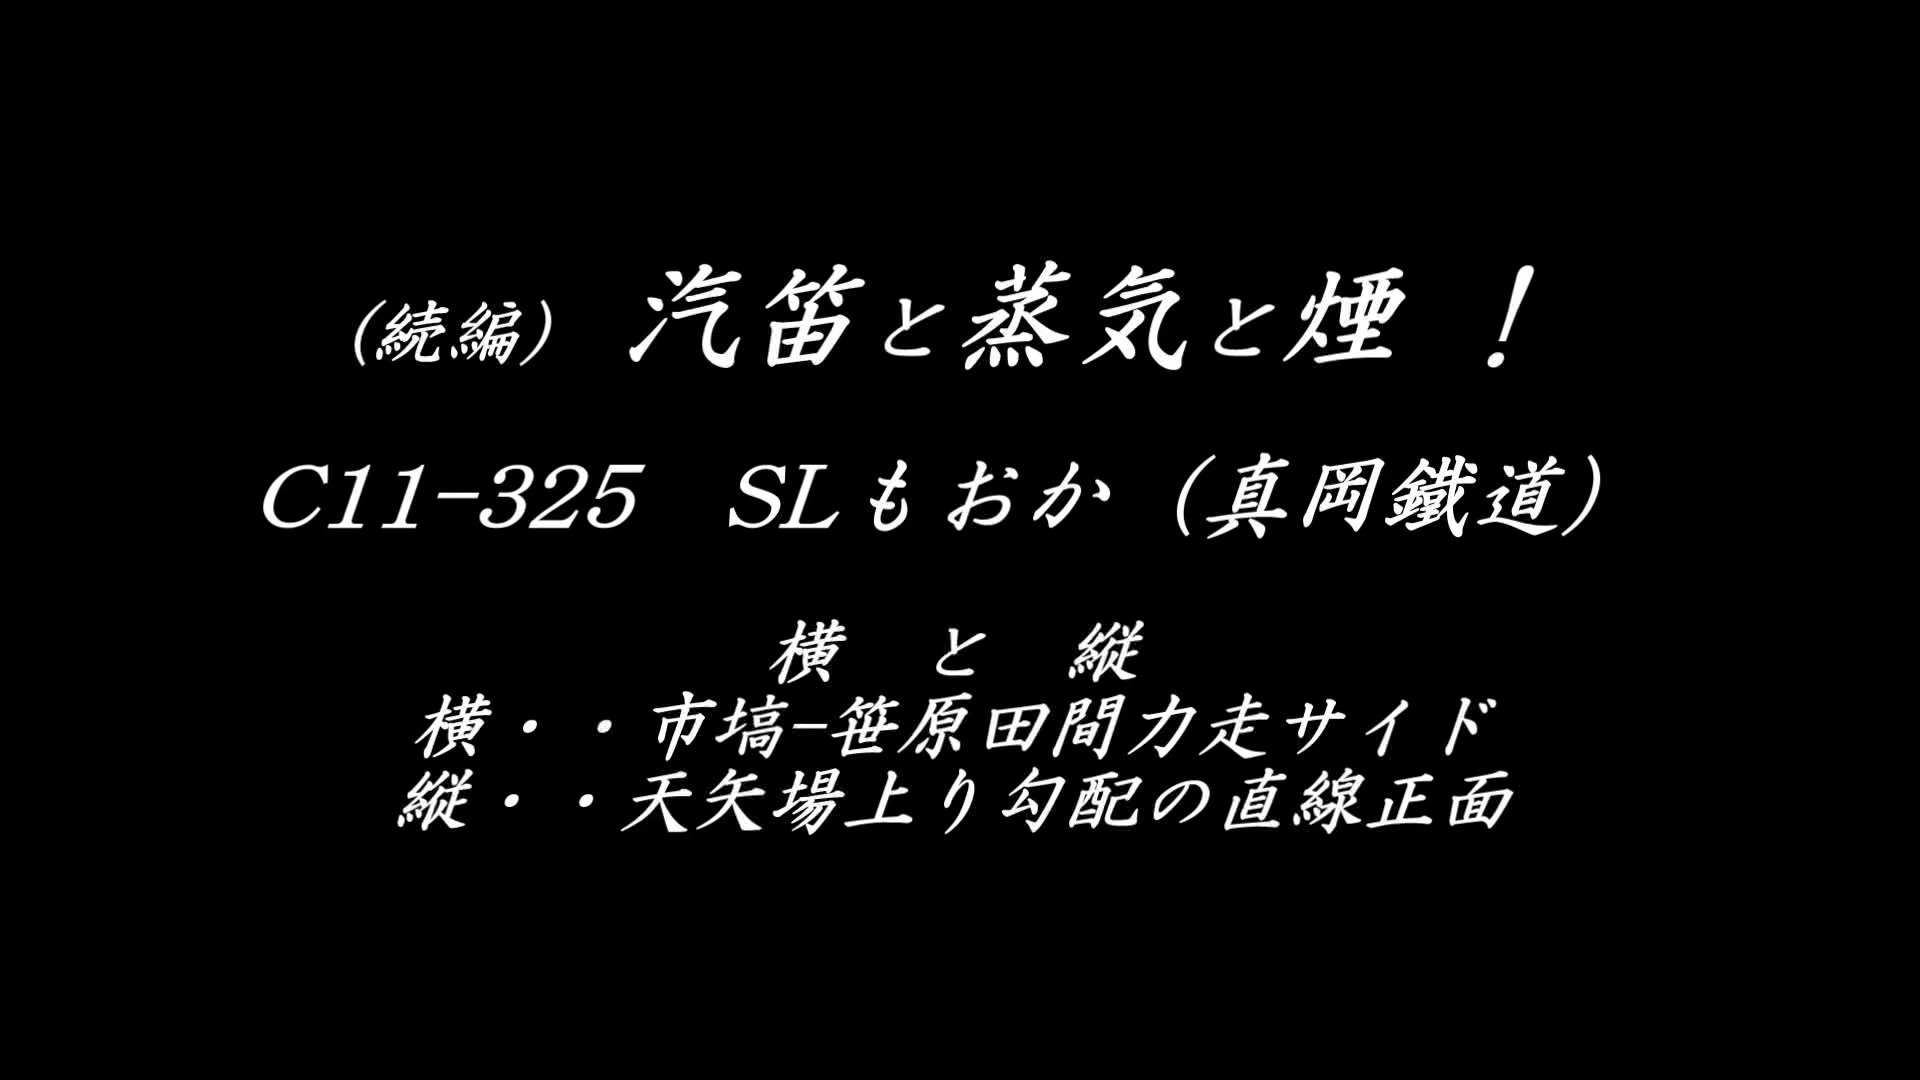 （続編） 汽笛と蒸気と煙 ！
C11-325 SLもおか（真岡鐵道）
横 と 縦
横・・市塙-笹原田間力走サイド
縦・・天矢場上り勾配の直線正面